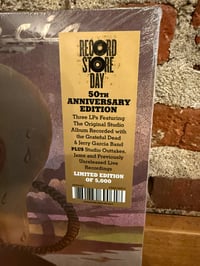 RECORD
STORE
DAY
50TH
ANNIVERSARY
EDITION
Three LPs Featuring
The Original Studio
Album Recorded with
the Grateful Dead
& Jerry Garcia Band
PLUS Studio Outtakes,
Jams and Previously
Unreleased Live
Recordings
LIMITED EDITION
OF 5,000